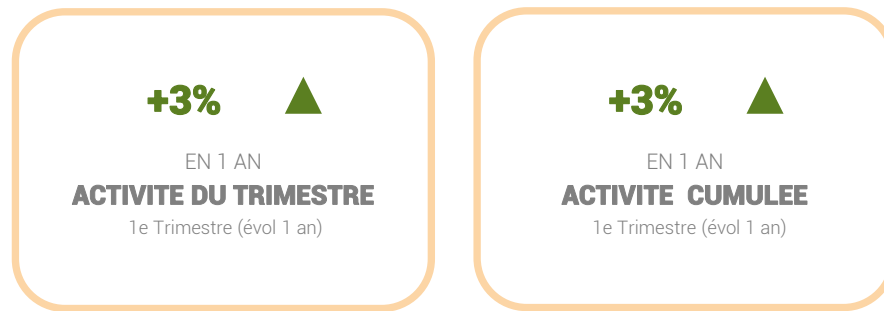 +3%
EN 1 AN
ACTIVITE DU TRIMESTRE
1e Trimestre (évol 1 an)
+3%
EN 1 AN
ACTIVITE  CUMULEE
1e Trimestre (évol 1 an)